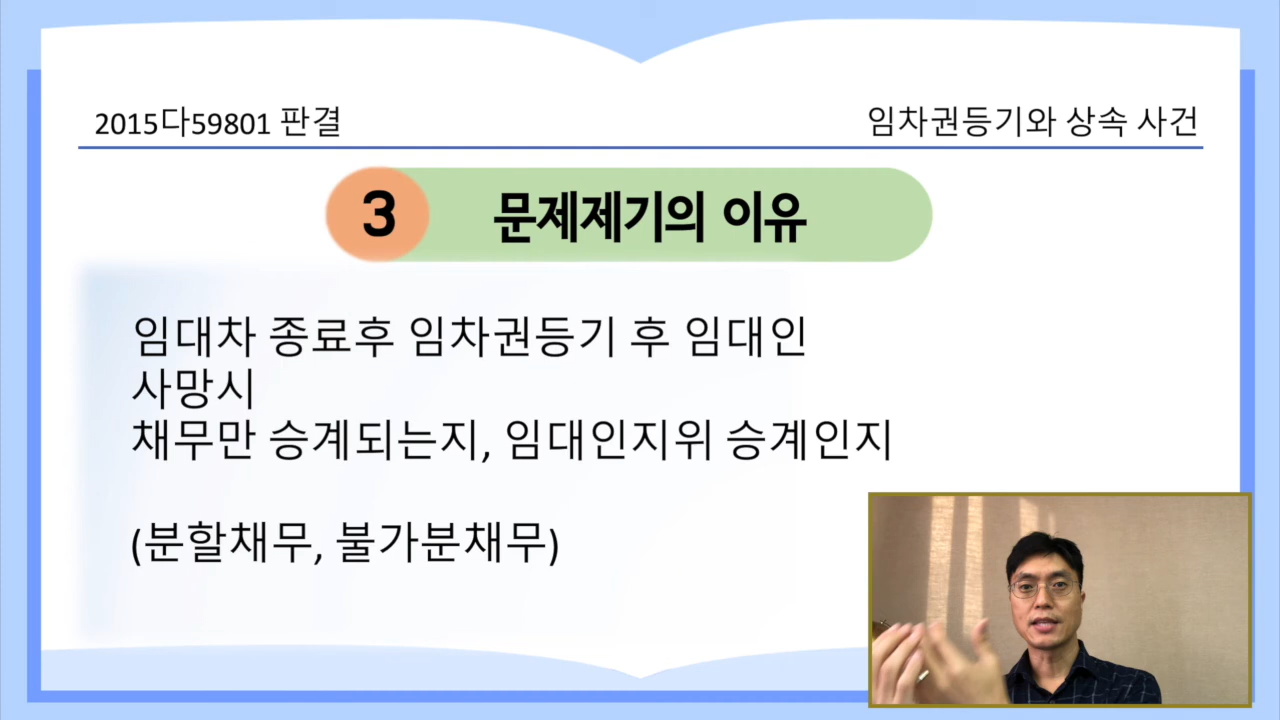 2015다59801 판결
임차권등기와 상속 사건
3 문제제기의 이유
임대차 종료후 임차권등기 후 임대인
사망시
채무만 승계되는지, 임대인지위 승계인지
(분할채무, 불가분채무)